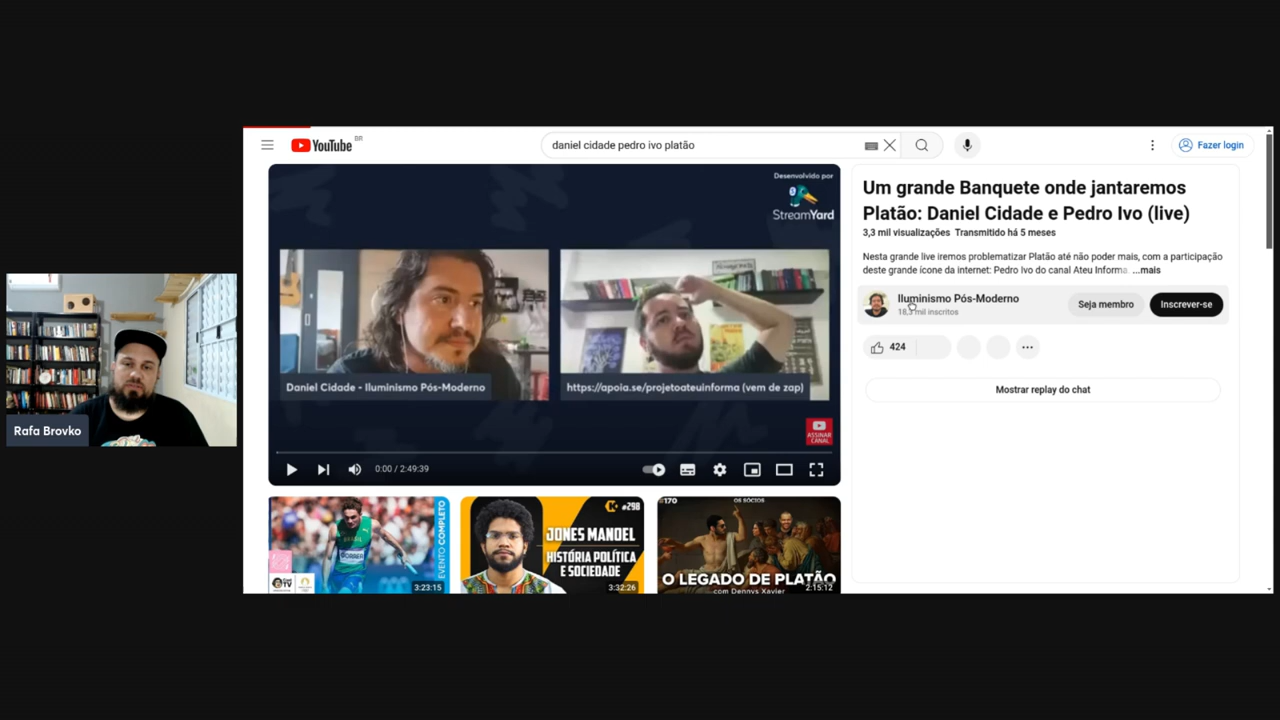 YouTube BR
daniel cidade pedro ivo platão
Fazer login
Desenvolvido por
StreamYard
Daniel Cidade - Iluminismo Pós-Moderno
https://apoia.se/projetoateuinforma (vem de zap)
ASSINAR
CANAL
0:00 / 2:49:39
Um grande Banquete onde jantaremos
Platão: Daniel Cidade e Pedro Ivo (live)
3,3 mil visualizações Transmitido há 5 meses
Nesta grande live iremos problematizar Platão até não poder mais, com a participação
deste grande ícone da internet: Pedro Ivo do canal Ateu Informa. ...mais
Iluminismo Pós-Moderno
mil inscritos
Seja membro
Inscrever-se
424
Mostrar replay do chat
Rafa Brovko
EVENTO COMPLETO
TV
3:23:15
#298
JONES MANOEL
HISTÓRIA POLÍTICA
E SOCIEDADE
3:32:26
#170
OS SÓCIOS
O LEGADO DE PLATÃO
com Dennys Xavier
2:15:12